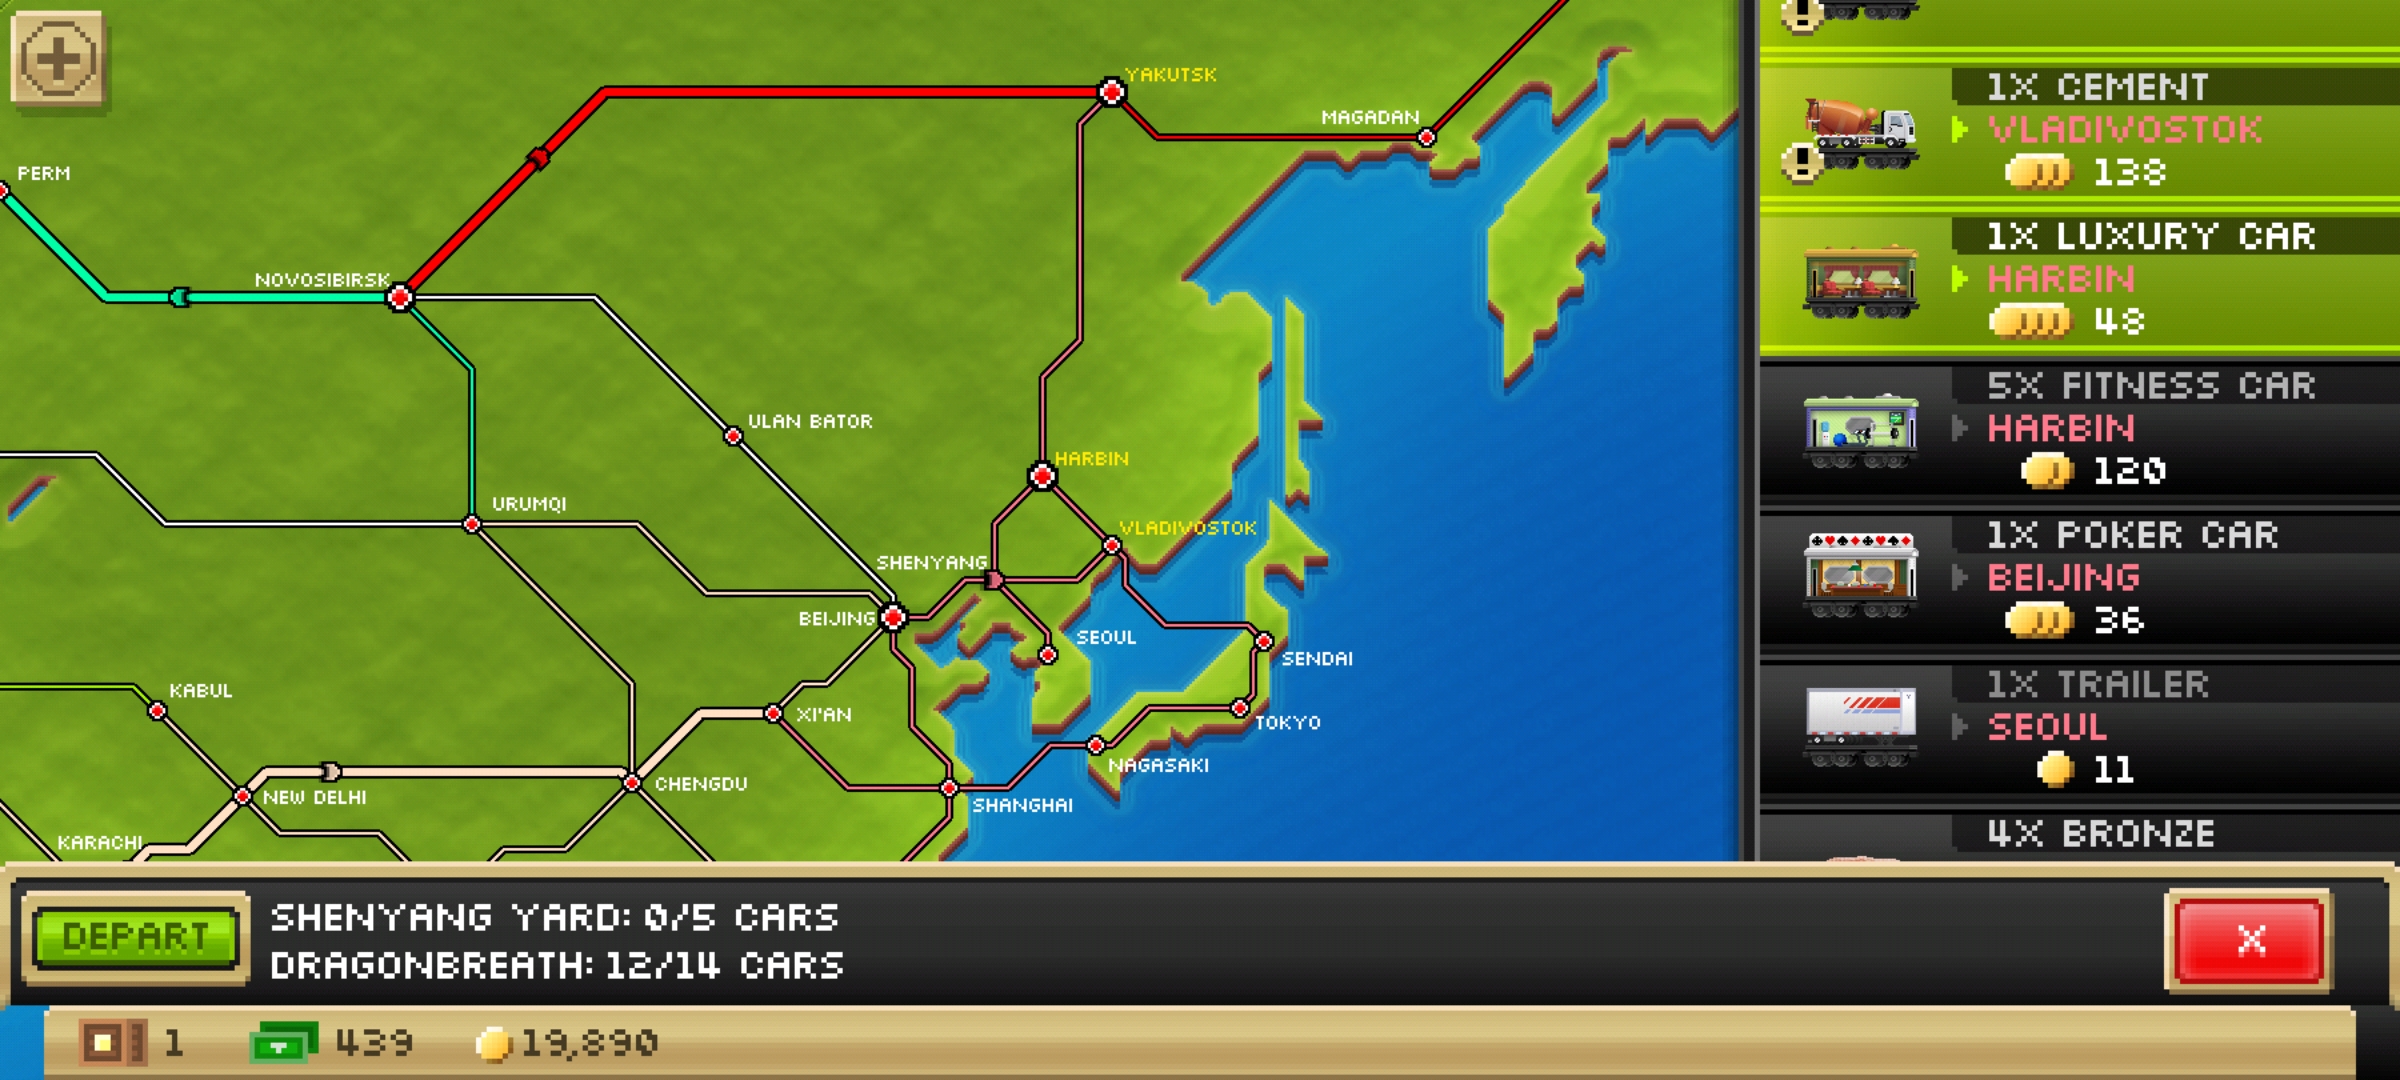 YAKUTSK
MAGADAN
PERM
NOVOSIBIRSK
ULAN BATOR
HARBIN
URUMQI
VLADIVOSTOK
SHENYANG
BEIJING
SEOUL
SENDAI
KABUL
XI'AN
TOKYO
NAGASAKI
CHENGDU
NEW DELHI
SHANGHAI
KARACHI
1X CEMENT
VLADIVOSTOK
138
1X LUXURY CAR
HARBIN
48
5X FITNESS CAR
HARBIN
120
1X POKER CAR
BEIJING
36
1X TRAILER
SEOUL
11
4X BRONZE
DEPART
SHENYANG YARD: 0/5 CARS
DRAGONBREATH: 12/14 CARS
X
1
439
19,890